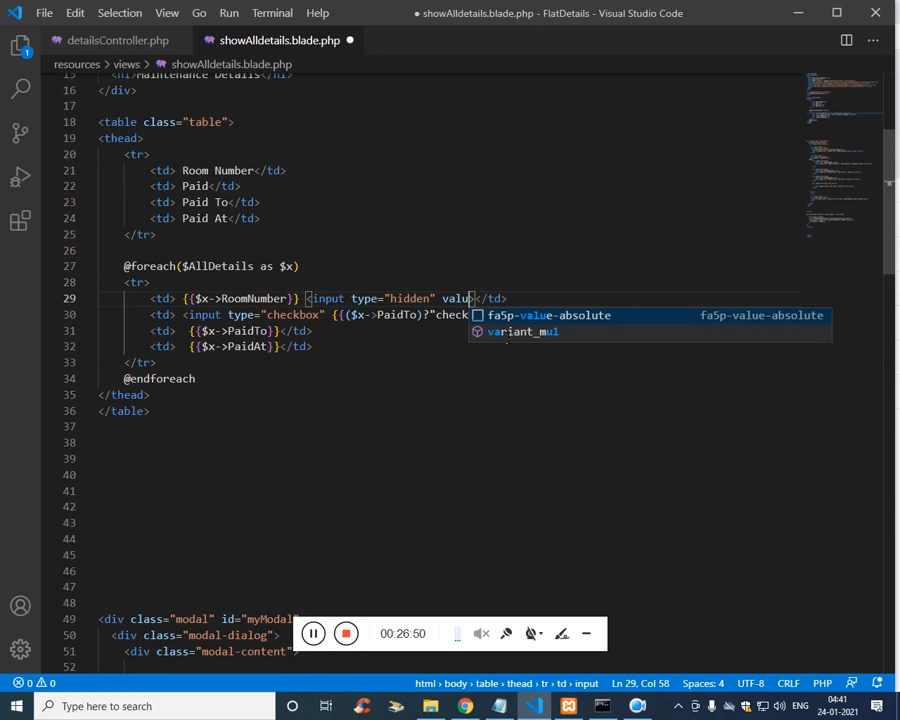 File Edit Selection View Go Run Terminal Help
● showAlldetails.blade.php - FlatDetails - Visual Studio Code
detailsController.php showAlldetails.blade.php ●
resources > views > showAlldetails.blade.php
15 <h1>Maintenance Details</h1>
16 </div>
17
18 <table class="table">
19 <thead>
20 <tr>
21 <td> Room Number</td>
22 <td> Paid</td>
23 <td> Paid To</td>
24 <td> Paid At</td>
25 </tr>
26
27 @foreach($AllDetails as $x)
28 <tr>
29 <td> {{$x->RoomNumber}} <input type="hidden" valu></td>
30 <td> <input type="checkbox" {{($x->PaidTo)?"check
fa5p-value-absolute fa5p-value-absolute
variant_mul
31 <td> {{$x->PaidTo}}</td>
32 <td> {{$x->PaidAt}}</td>
33 </tr>
34 @endforeach
35 </thead>
36 </table>
37
38
39
40
41
42
43
44
45
46
47
48
49 <div class="modal" id="myModal"
50 <div class="modal-dialog">
51 <div class="modal-content">
52
00:26:50
1
0 0 html > body > table > thead > tr > td > input Ln 29, Col 58 Spaces: 4 UTF-8 CRLF PHP
Type here to search
ENG
04:41
24-01-2021